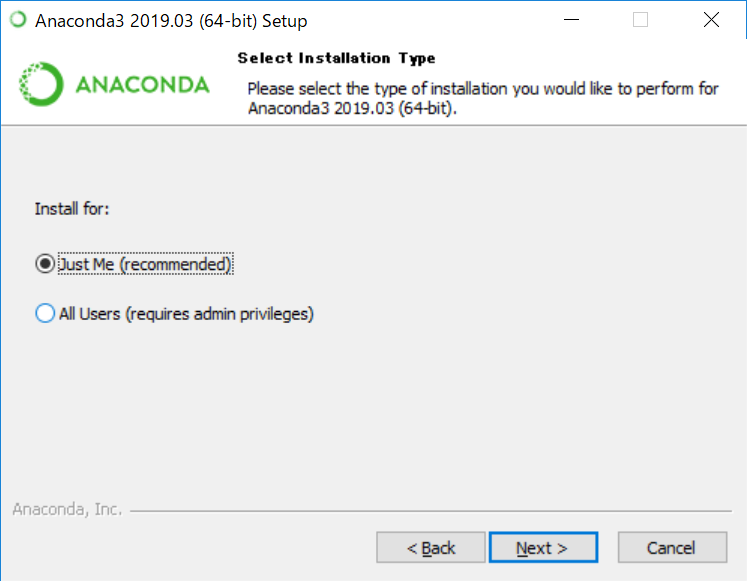 Anaconda3 2019.03 (64-bit) Setup
Select Installation Type
ANACONDA
Please select the type of installation you would like to perform for
Anaconda3 2019.03 (64-bit).
Install for:
Just Me (recommended)
All Users (requires admin privileges)
Anaconda, Inc.
< Back
Next >
Cancel